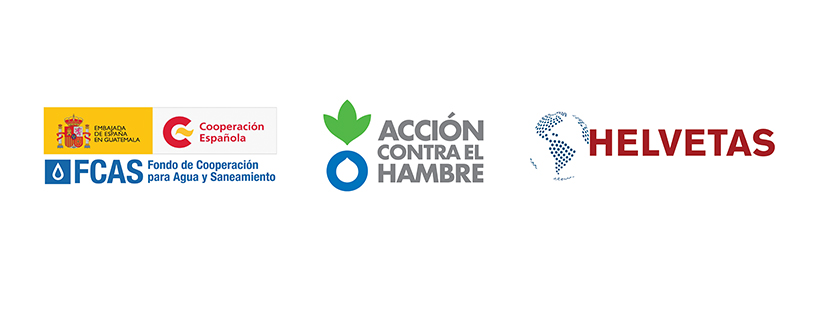 EMBAJADA
DE ESPAÑA
EN GUATEMALA
Cooperación
Española
FCAS
Fondo de Cooperación
para Agua y Saneamiento
ACCIÓN
CONTRA EL
HAMBRE
HELVETAS